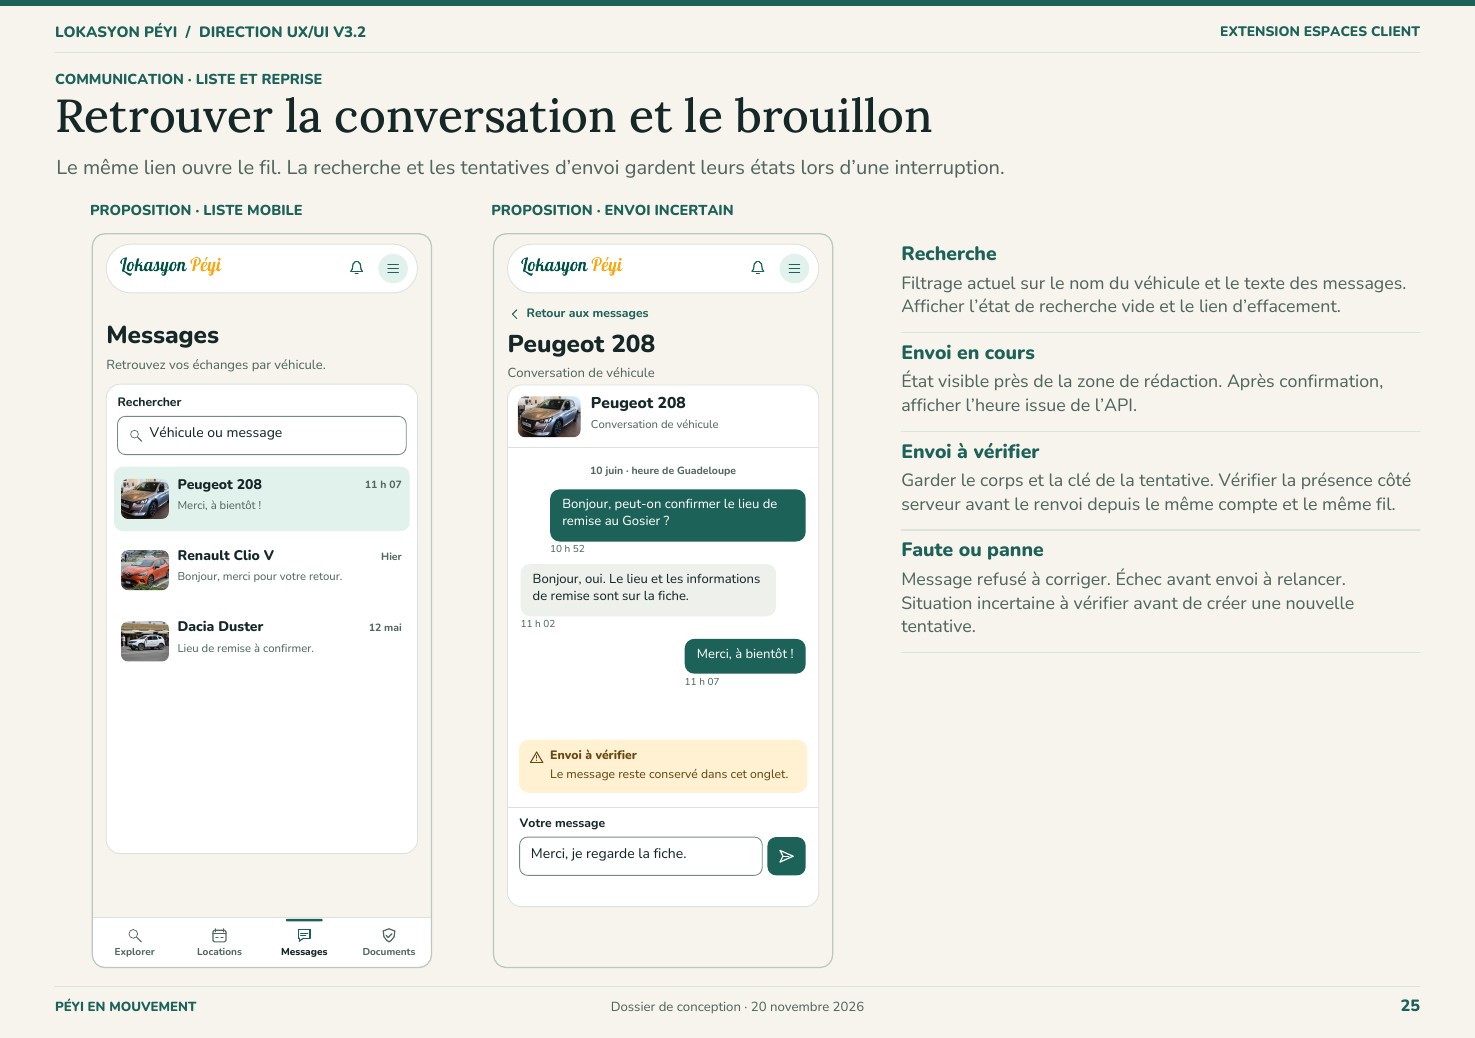 LOKASYON PÉYI / DIRECTION UX/UI V3.2
EXTENSION ESPACES CLIENT
COMMUNICATION · LISTE ET REPRISE
Retrouver la conversation et le brouillon
Le même lien ouvre le fil. La recherche et les tentatives d’envoi gardent leurs états lors d’une interruption.
PROPOSITION · LISTE MOBILE
Lokasyon Péyi
Messages
Retrouvez vos échanges par véhicule.
Rechercher
Véhicule ou message
Peugeot 208
11 h 07
Merci, à bientôt !
Renault Clio V
Hier
Bonjour, merci pour votre retour.
Dacia Duster
12 mai
Lieu de remise à confirmer.
Explorer
Locations
Messages
Documents
PROPOSITION · ENVOI INCERTAIN
Lokasyon Péyi
Retour aux messages
Peugeot 208
Conversation de véhicule
Peugeot 208
Conversation de véhicule
10 juin · heure de Guadeloupe
Bonjour, peut-on confirmer le lieu de
remise au Gosier ?
10 h 52
Bonjour, oui. Le lieu et les informations
de remise sont sur la fiche.
11 h 02
Merci, à bientôt !
11 h 07
Envoi à vérifier
Le message reste conservé dans cet onglet.
Votre message
Merci, je regarde la fiche.
Recherche
Filtrage actuel sur le nom du véhicule et le texte des messages.
Afficher l’état de recherche vide et le lien d’effacement.
Envoi en cours
État visible près de la zone de rédaction. Après confirmation,
afficher l’heure issue de l’API.
Envoi à vérifier
Garder le corps et la clé de la tentative. Vérifier la présence côté
serveur avant le renvoi depuis le même compte et le même fil.
Faute ou panne
Message refusé à corriger. Échec avant envoi à relancer.
Situation incertaine à vérifier avant de créer une nouvelle
tentative.
PÉYI EN MOUVEMENT
Dossier de conception · 20 novembre 2026
25